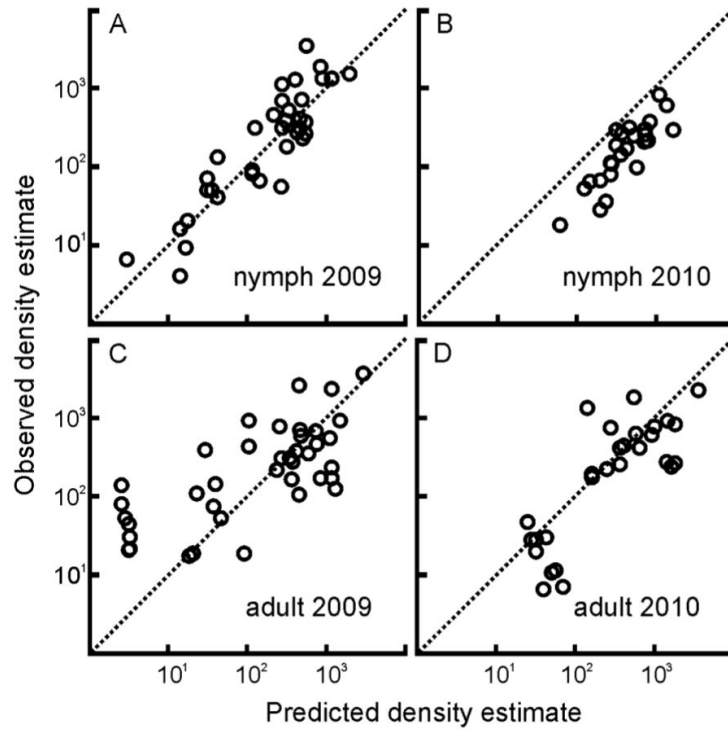 A
B
10³
10²
10¹
nymph 2009
nymph 2010
C
D
10³
10²
10¹
adult 2009
adult 2010
10¹ 10² 10³
10¹ 10² 10³
Observed density estimate
Predicted density estimate